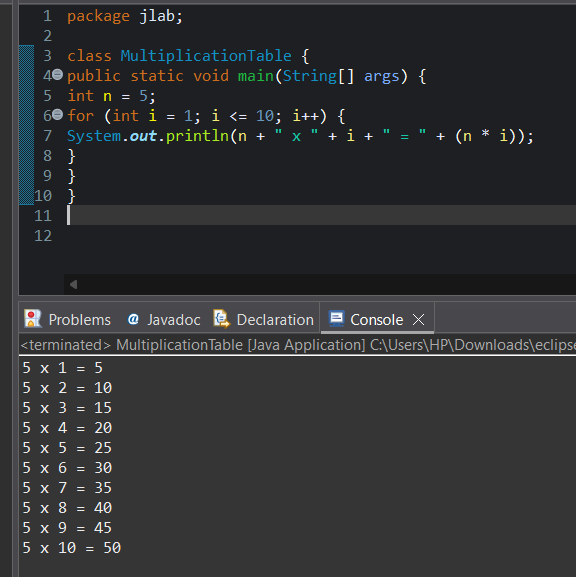 1 package jlab;
2
3 class MultiplicationTable {
4 public static void main(String[] args) {
5 int n = 5;
6 for (int i = 1; i <= 10; i++) {
7 System.out.println(n + " x " + i + " = " + (n * i));
8 }
9 }
10 }
11
12
Problems @ Javadoc Declaration Console
<terminated> MultiplicationTable [Java Application] C:\Users\HP\Downloads\eclipse
5 x 1 = 5
5 x 2 = 10
5 x 3 = 15
5 x 4 = 20
5 x 5 = 25
5 x 6 = 30
5 x 7 = 35
5 x 8 = 40
5 x 9 = 45
5 x 10 = 50